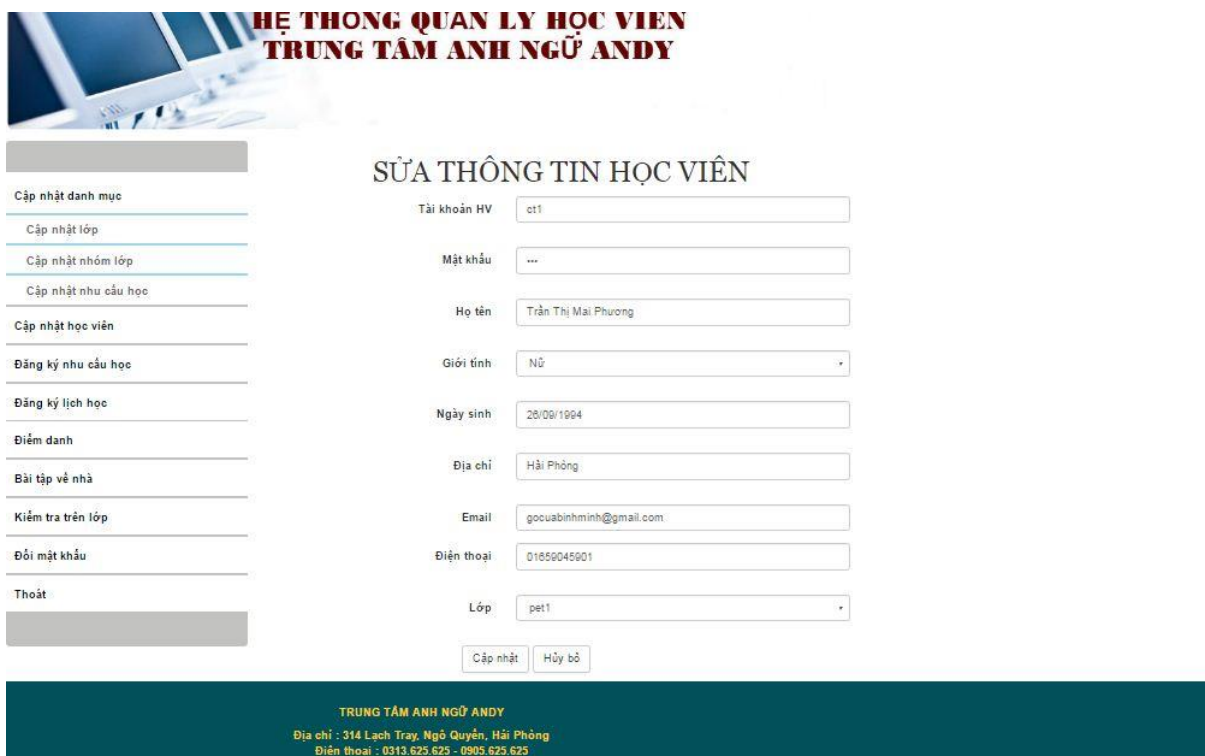 HỆ THỐNG QUẢN LÝ HỌC VIÊN
TRUNG TÂM ANH NGỮ ANDY
SỬA THÔNG TIN HỌC VIÊN
Cập nhật danh mục
Cập nhật lớp
Cập nhật nhóm lớp
Cập nhật nhu cầu học
Cập nhật học viên
Đăng ký nhu cầu học
Đăng ký lịch học
Điểm danh
Bài tập về nhà
Kiểm tra trên lớp
Đổi mật khẩu
Thoát
Tài khoản HV ct1
Mật khẩu •••
Họ tên Trần Thị Mai Phương
Giới tính Nữ
Ngày sinh 26/09/1994
Địa chỉ Hải Phòng
Email gocuabinhminh@gmail.com
Điện thoại 01659045901
Lớp pet1
Cập nhật Hủy bỏ
TRUNG TÂM ANH NGỮ ANDY
Địa chỉ : 314 Lạch Tray, Ngô Quyền, Hải Phòng
Điện thoại : 0313.625.625 - 0905.625.625